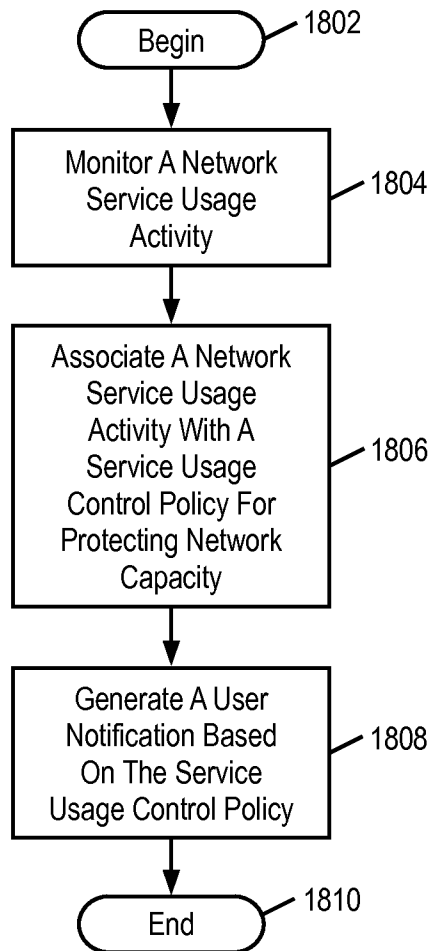 Begin
1802
Monitor A Network
Service Usage
Activity
1804
Associate A Network
Service Usage
Activity With A
Service Usage
Control Policy For
Protecting Network
Capacity
1806
Generate A User
Notification Based
On The Service
Usage Control Policy
1808
End
1810